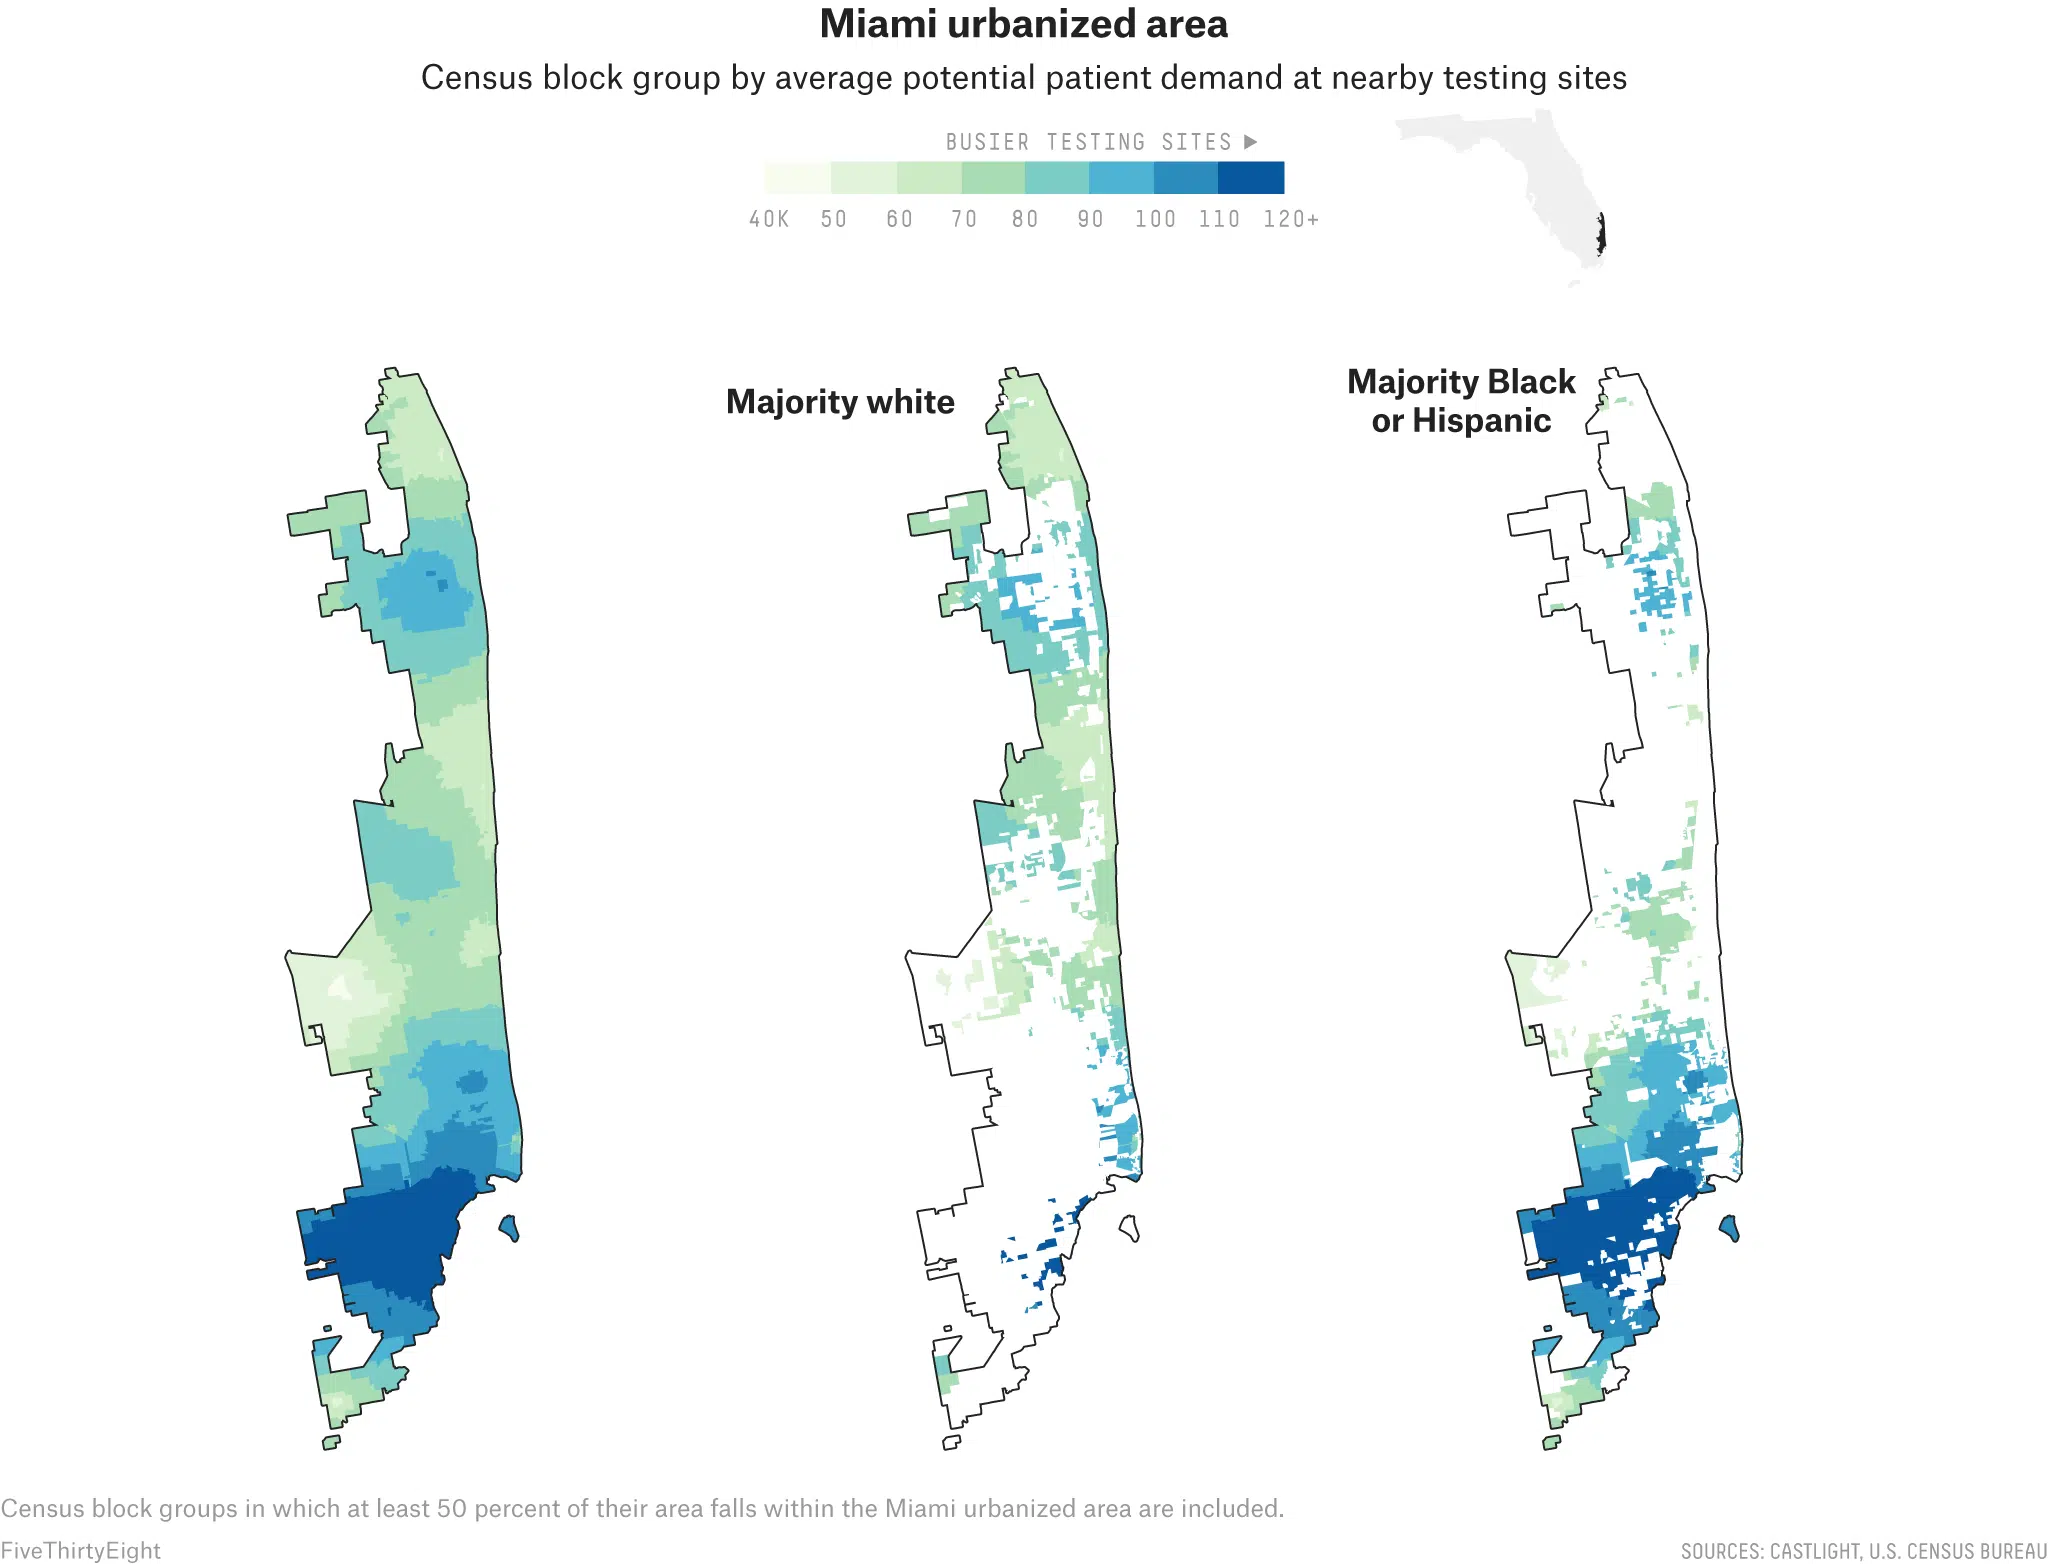 Miami urbanized area
Census block group by average potential patient demand at nearby testing sites
BUSIER TESTING SITES ►
40K 50 60 70 80 90 100 110 120+
Majority white
Majority Black
or Hispanic
Census block groups in which at least 50 percent of their area falls within the Miami urbanized area are included.
FiveThirtyEight
SOURCES: CASTLIGHT, U.S. CENSUS BUREAU